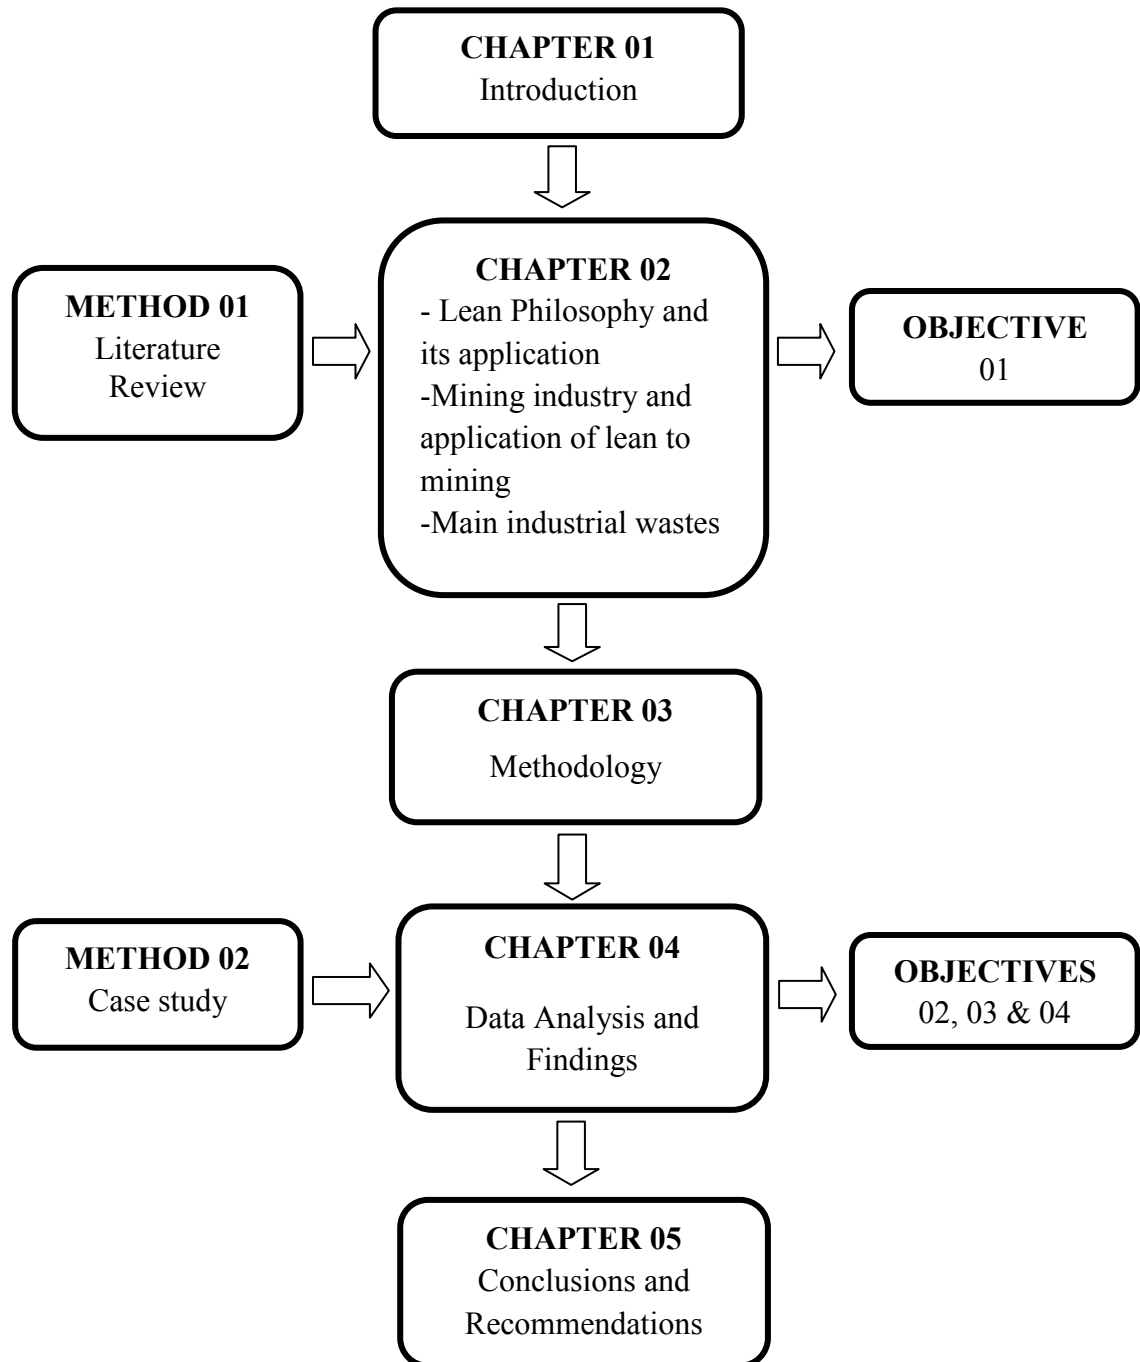 CHAPTER 01
Introduction
METHOD 01
Literature
Review
CHAPTER 02
- Lean Philosophy and
its application
-Mining industry and
application of lean to
mining
-Main industrial wastes
OBJECTIVE
01
CHAPTER 03
Methodology
METHOD 02
Case study
CHAPTER 04
Data Analysis and
Findings
OBJECTIVES
02, 03 & 04
CHAPTER 05
Conclusions and
Recommendations